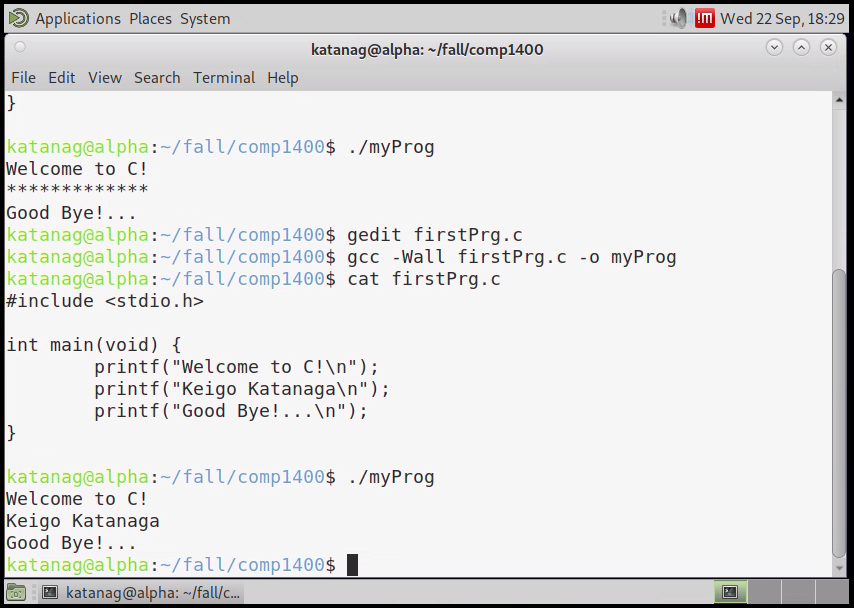 Applications Places System
!m Wed 22 Sep, 18:29
katanag@alpha: ~/fall/comp1400
File Edit View Search Terminal Help
}
katanag@alpha:~/fall/comp1400$ ./myProg
Welcome to C!
*************
Good Bye!...
katanag@alpha:~/fall/comp1400$ gedit firstPrg.c
katanag@alpha:~/fall/comp1400$ gcc -Wall firstPrg.c -o myProg
katanag@alpha:~/fall/comp1400$ cat firstPrg.c
#include <stdio.h>
int main(void) {
        printf("Welcome to C!\n");
        printf("Keigo Katanaga\n");
        printf("Good Bye!...\n");
}
katanag@alpha:~/fall/comp1400$ ./myProg
Welcome to C!
Keigo Katanaga
Good Bye!...
katanag@alpha:~/fall/comp1400$
katanag@alpha: ~/fall/c...